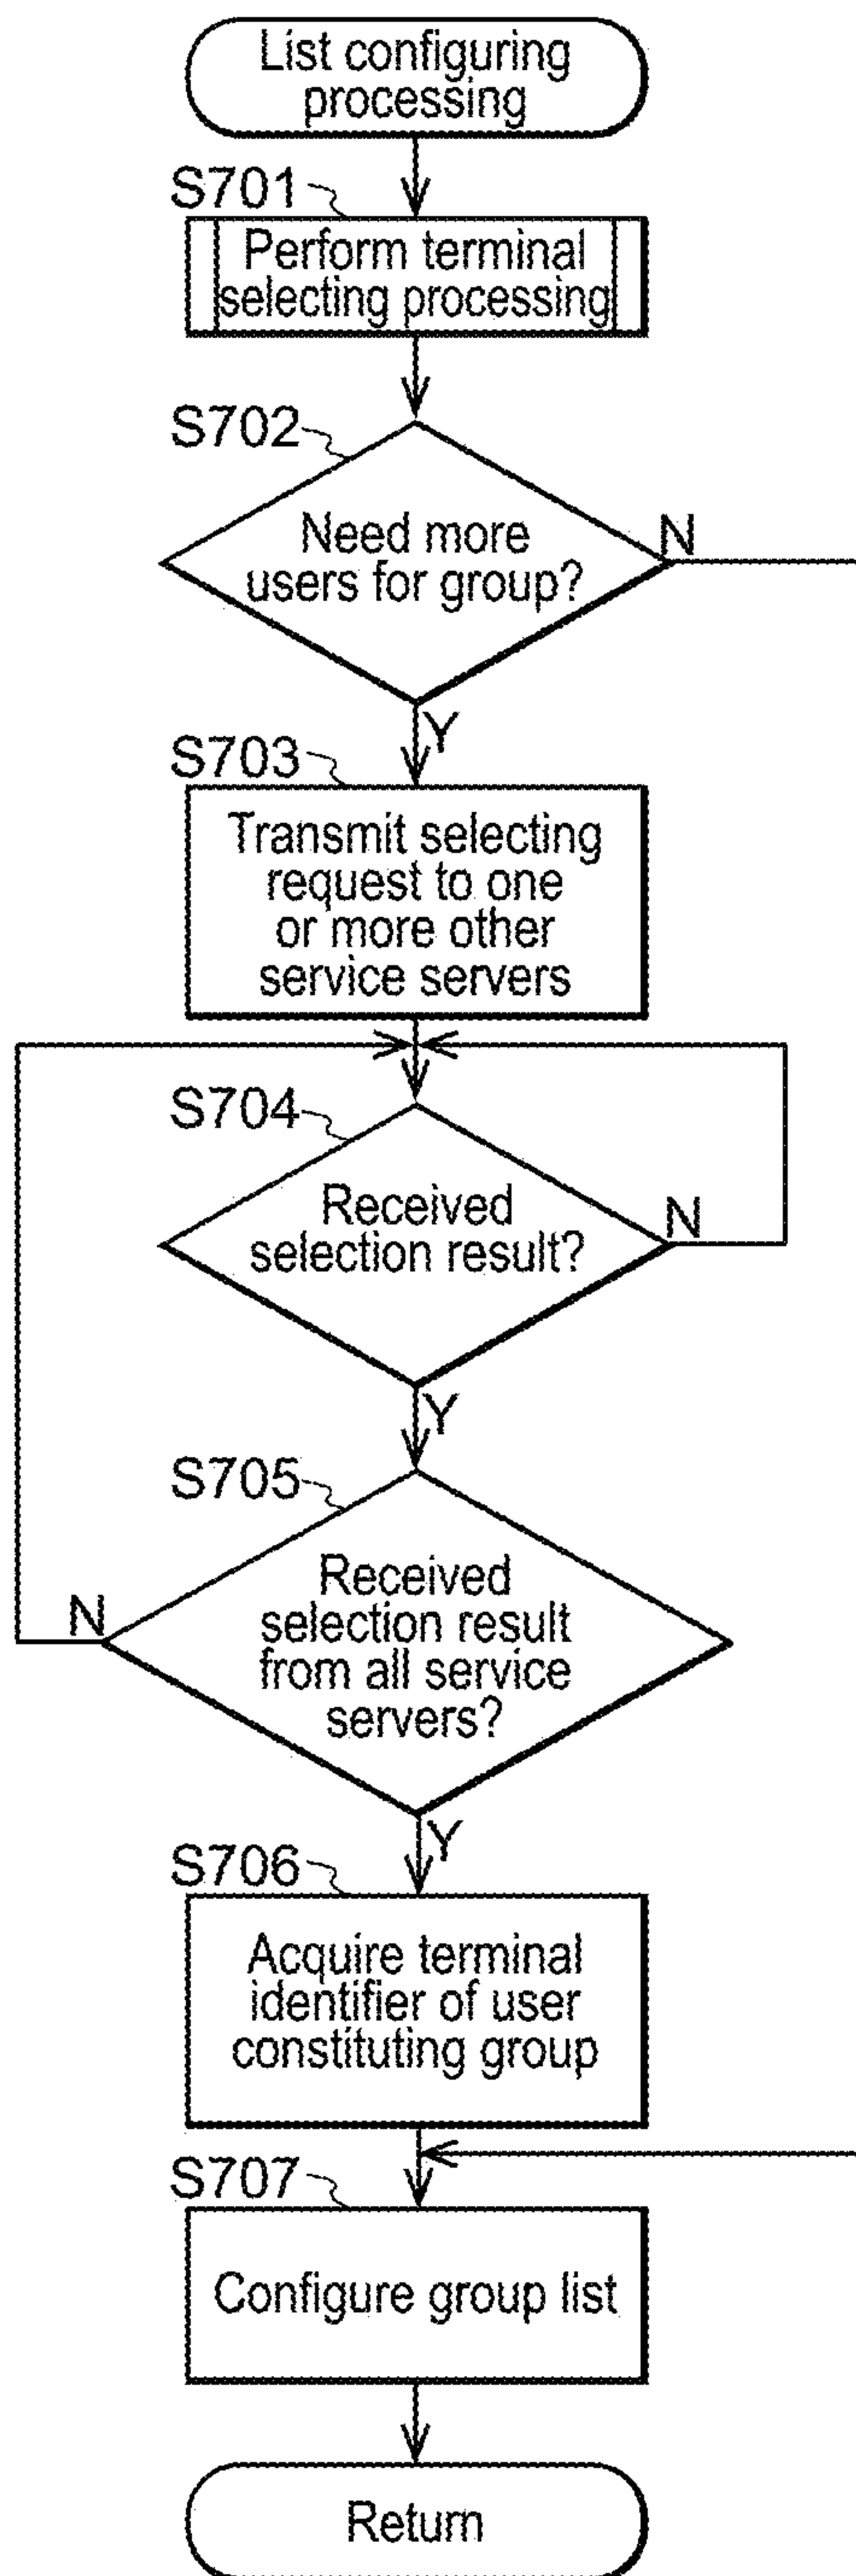 List configuring
processing
S701
Perform terminal
selecting processing
S702
Need more
users for group?
N
Y
S703
Transmit selecting
request to one
or more other
service servers
S704
Received
selection result?
N
Y
S705
Received
selection result
from all service
servers?
N
Y
S706
Acquire terminal
identifier of user
constituting group
S707
Configure group list
Return